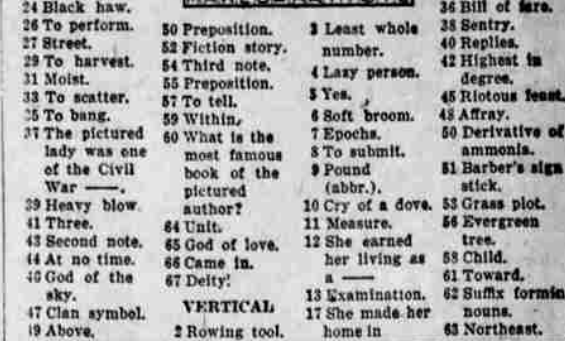 24 Black haw.
26 To perform.
27 Street.
29 To harvest.
31 Moist.
33 To scatter.
35 To bang.
37 The pictured
lady was one
of the Civil
War —.
39 Heavy blow.
41 Three.
43 Second note.
44 At no time.
46 God of the
sky.
47 Clan symbol.
49 Above.
50 Preposition.
52 Fiction story.
54 Third note.
55 Preposition.
57 To tell.
59 Within.
60 What is the
most famous
book of the
pictured
author?
64 Unit.
65 God of love.
66 Came in.
67 Deity!
VERTICAL
2 Rowing tool.
3 Least whole
number.
4 Lazy person.
5 Yes.
6 Soft broom.
7 Epochs.
8 To submit.
9 Pound
(abbr.).
10 Cry of a dove.
11 Measure.
12 She earned
her living as
a —
13 Examination.
17 She made her
home in
36 Bill of fare.
38 Sentry.
40 Replies.
42 Highest in
degree.
45 Riotous feast.
48 Affray.
50 Derivative of
ammonia.
51 Barber's sign
stick.
53 Grass plot.
56 Evergreen
tree.
58 Child.
61 Toward.
62 Suffix formin
nouns.
63 Northeast.